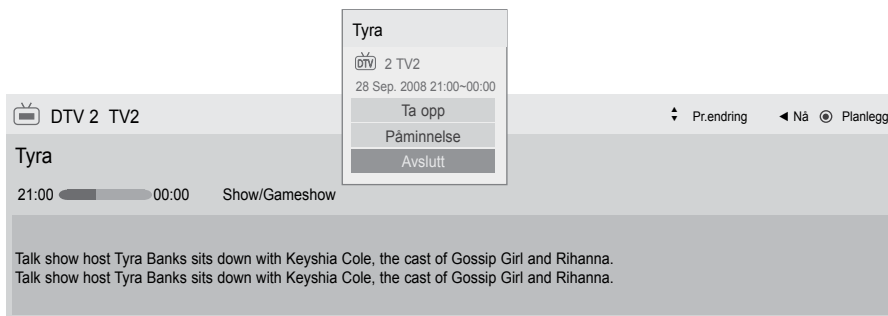 Tyra
DTV 2 TV2
28 Sep. 2008 21:00~00:00
Ta opp
Påminnelse
Avslutt
DTV 2 TV2 Pr.endring Nå Planlegg
Tyra
21:00 00:00 Show/Gameshow
Talk show host Tyra Banks sits down with Keyshia Cole, the cast of Gossip Girl and Rihanna.
Talk show host Tyra Banks sits down with Keyshia Cole, the cast of Gossip Girl and Rihanna.